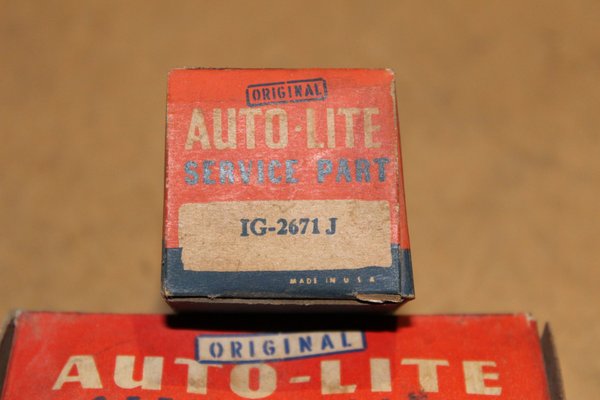 ORIGINAL
AUTO·LITE
SERVICE PART
IG-2671 J
MADE IN U.S.A.
ORIGINAL
AUTO-LITE